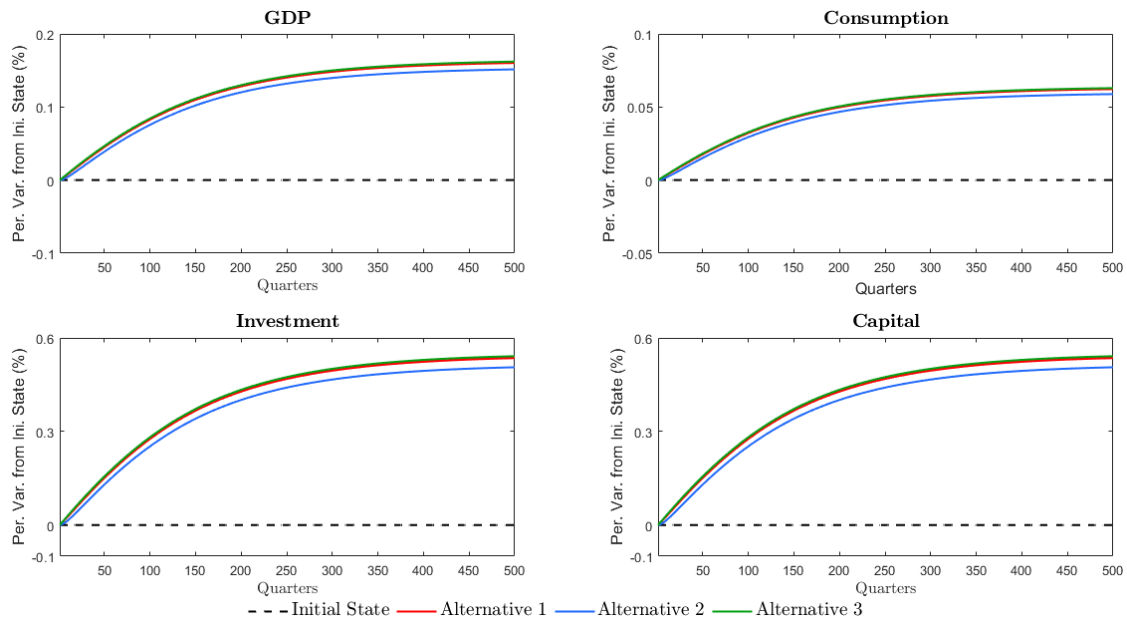 GDP
Per. Var. from Ini. State (%)
0.2
0.1
0
-0.1
50 100 150 200 250 300 350 400 450 500
Quarters
Consumption
Per. Var. from Ini. State (%)
0.1
0.05
0
-0.05
50 100 150 200 250 300 350 400 450 500
Quarters
Investment
Per. Var. from Ini. State (%)
0.6
0.3
0
-0.1
50 100 150 200 250 300 350 400 450 500
Quarters
Capital
Per. Var. from Ini. State (%)
0.6
0.3
0
-0.1
50 100 150 200 250 300 350 400 450 500
Quarters
Initial State Alternative 1 Alternative 2 Alternative 3